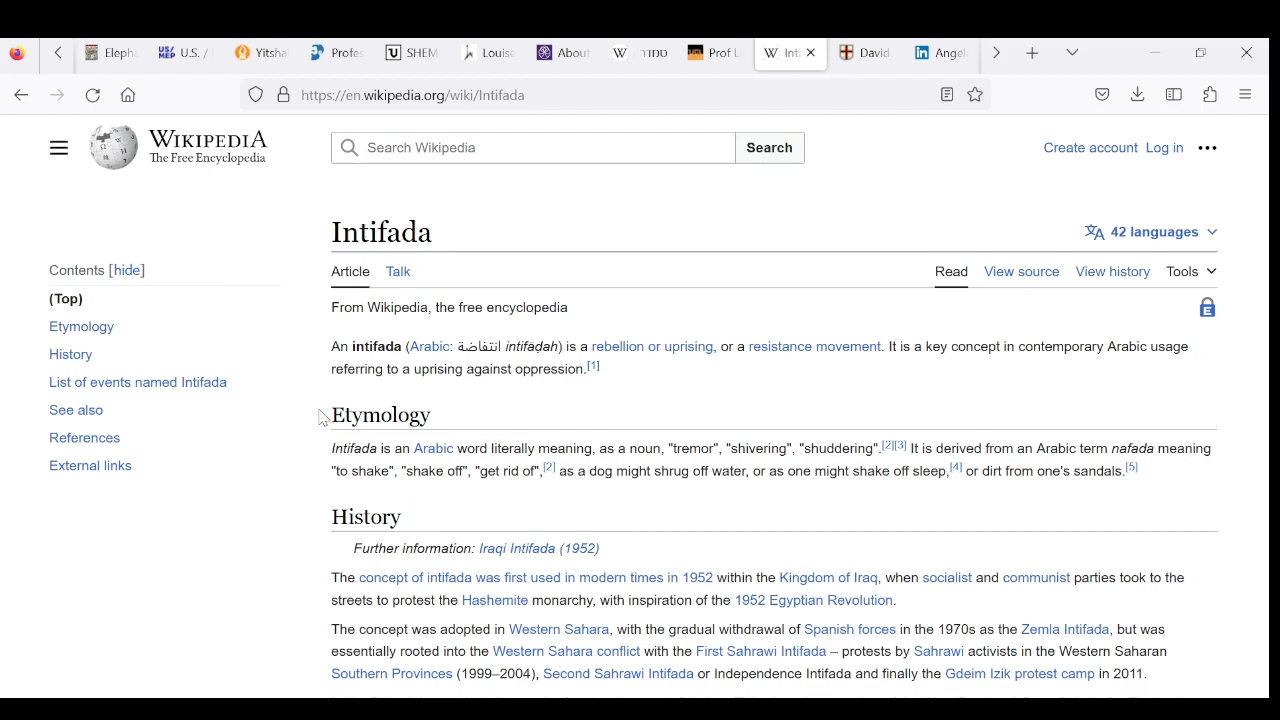 Eleph
U.S. /
Yitsha
Profes
SHEM
Louise
About
סמדר
Prof L
Inti
David
Angel
https://en.wikipedia.org/wiki/Intifada
WIKIPEDIA
The Free Encyclopedia
Search Wikipedia
Search
Create account Log in
Intifada
42 languages
Contents [hide]
(Top)
Etymology
History
List of events named Intifada
See also
References
External links
Article Talk
Read View source View history Tools
From Wikipedia, the free encyclopedia
An intifada (Arabic: انتفاضة intifāḍah) is a rebellion or uprising, or a resistance movement. It is a key concept in contemporary Arabic usage
referring to a uprising against oppression.[1]
Etymology
Intifada is an Arabic word literally meaning, as a noun, "tremor", "shivering", "shuddering".[2][3] It is derived from an Arabic term nafada meaning
"to shake", "shake off", "get rid of",[2] as a dog might shrug off water, or as one might shake off sleep,[4] or dirt from one's sandals.[5]
History
Further information: Iraqi Intifada (1952)
The concept of intifada was first used in modern times in 1952 within the Kingdom of Iraq, when socialist and communist parties took to the
streets to protest the Hashemite monarchy, with inspiration of the 1952 Egyptian Revolution.
The concept was adopted in Western Sahara, with the gradual withdrawal of Spanish forces in the 1970s as the Zemla Intifada, but was
essentially rooted into the Western Sahara conflict with the First Sahrawi Intifada – protests by Sahrawi activists in the Western Saharan
Southern Provinces (1999–2004), Second Sahrawi Intifada or Independence Intifada and finally the Gdeim Izik protest camp in 2011.